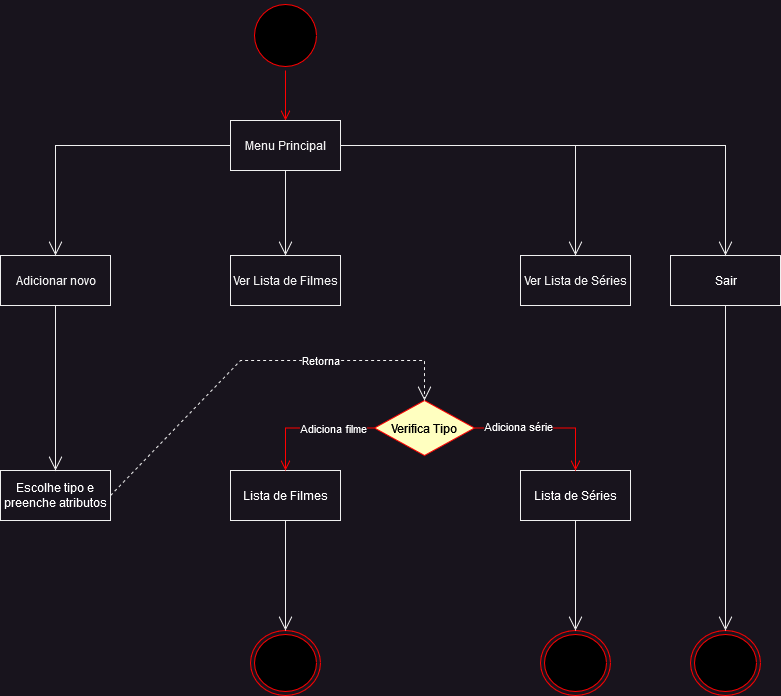 Menu Principal
Adicionar novo
Ver Lista de Filmes
Ver Lista de Séries
Sair
Retorna
Adiciona filme
Verifica Tipo
Adiciona série
Escolhe tipo e
preenche atributos
Lista de Filmes
Lista de Séries